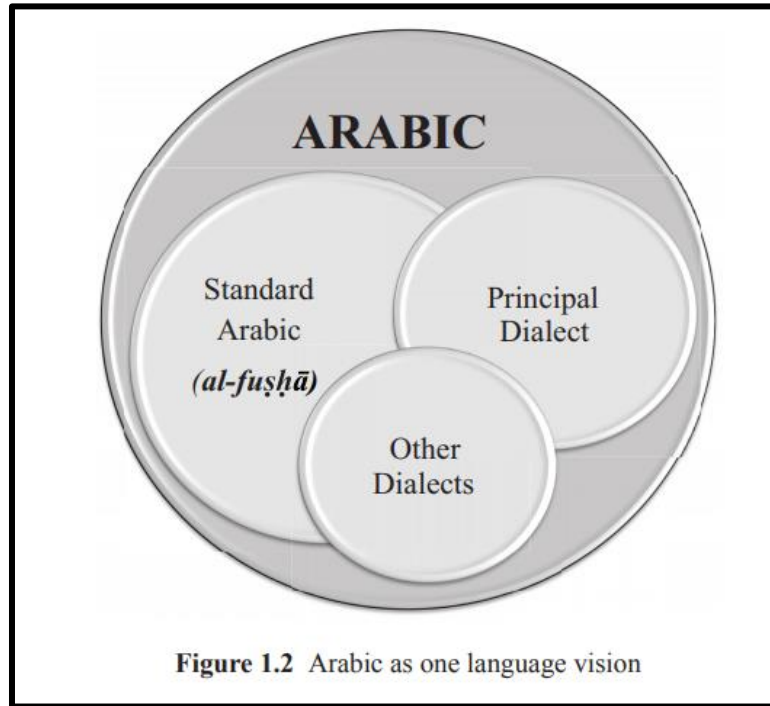 ARABIC
Standard
Arabic
(al-fuṣḥā)
Principal
Dialect
Other
Dialects
Figure 1.2 Arabic as one language vision